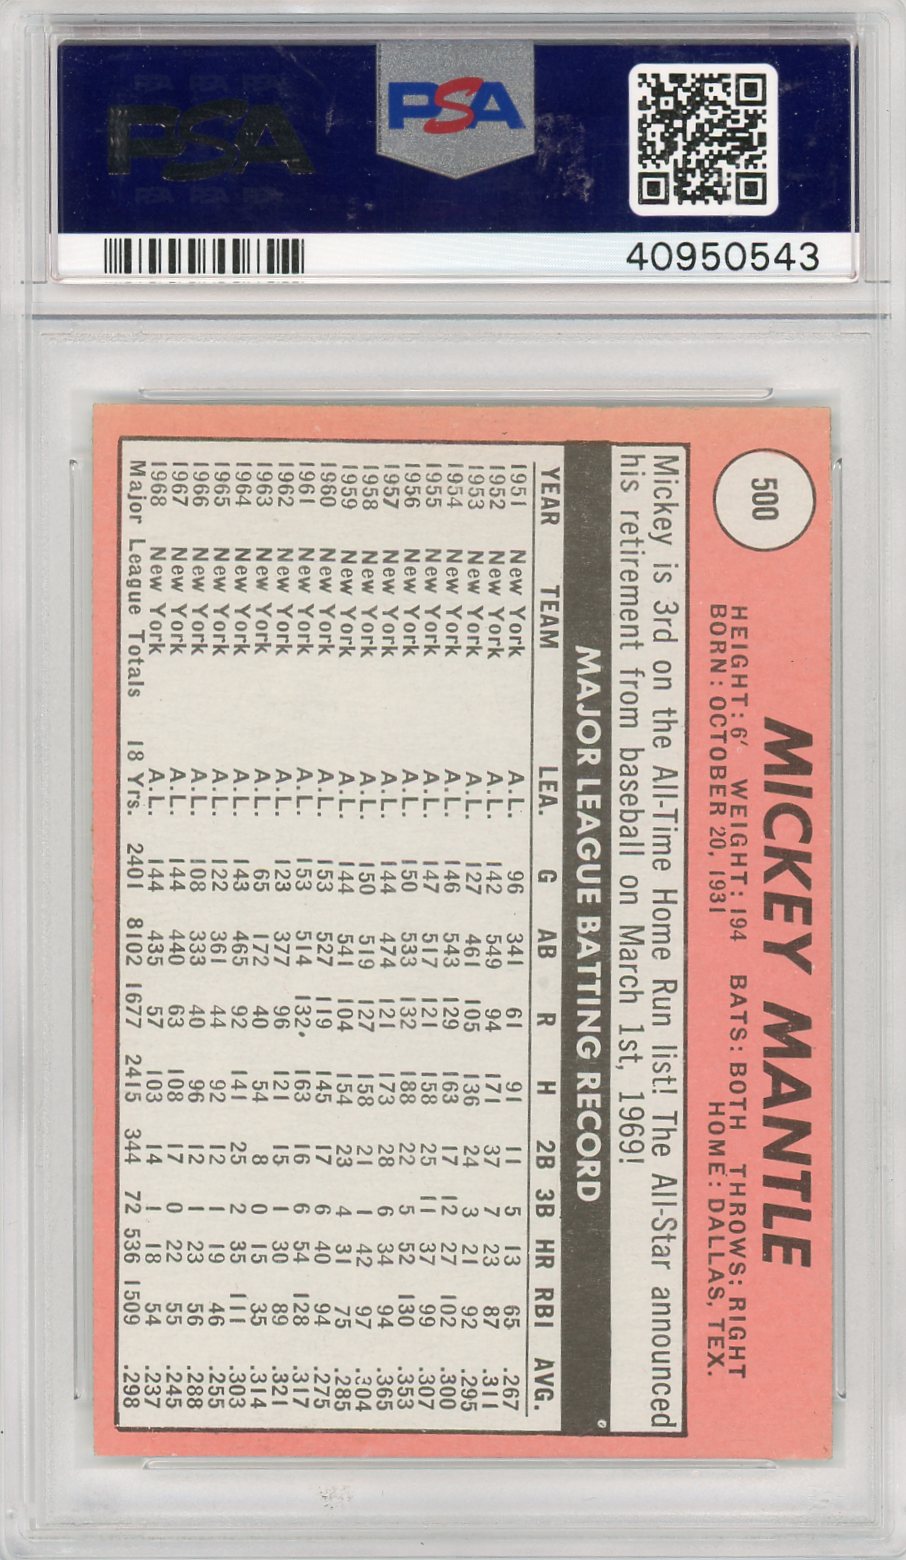 PSA
PSA
40950543
500
MICKEY MANTLE
HEIGHT: 6' WEIGHT: 194 BATS: BOTH THROWS: RIGHT
BORN: OCTOBER 20, 1931 HOME: DALLAS, TEX.
Mickey is 3rd on the All-Time Home Run list! The All-Star announced
his retirement from baseball on March 1st, 1969!
MAJOR LEAGUE BATTING RECORD
YEAR TEAM LEA. G AB R H 2B 3B HR RBI AVG.
1951 New York A.L. 96 341 61 91 11 5 13 65 .267
1952 New York A.L. 142 549 94 171 37 7 23 87 .311
1953 New York A.L. 127 461 105 136 24 3 21 92 .295
1954 New York A.L. 146 543 129 163 17 12 27 102 .300
1955 New York A.L. 147 517 121 158 25 11 37 99 .307
1956 New York A.L. 150 533 132 188 22 5 52 130 .353
1957 New York A.L. 144 474 121 173 28 6 34 94 .365
1958 New York A.L. 150 519 127 158 21 1 42 97 .304
1959 New York A.L. 144 541 104 154 23 4 31 75 .285
1960 New York A.L. 153 527 119 145 17 6 40 94 .275
1961 New York A.L. 153 514 132 163 16 6 54 128 .317
1962 New York A.L. 123 377 96 121 15 1 30 89 .321
1963 New York A.L. 65 172 40 54 8 0 15 35 .314
1964 New York A.L. 143 465 92 141 25 2 35 111 .303
1965 New York A.L. 122 361 44 92 12 1 19 46 .255
1966 New York A.L. 108 333 40 96 12 1 23 56 .288
1967 New York A.L. 144 440 63 108 17 0 22 55 .245
1968 New York A.L. 144 435 57 103 14 1 18 54 .237
Major League Totals 18 Yrs. 2401 8102 1677 2415 344 72 536 1509 .298